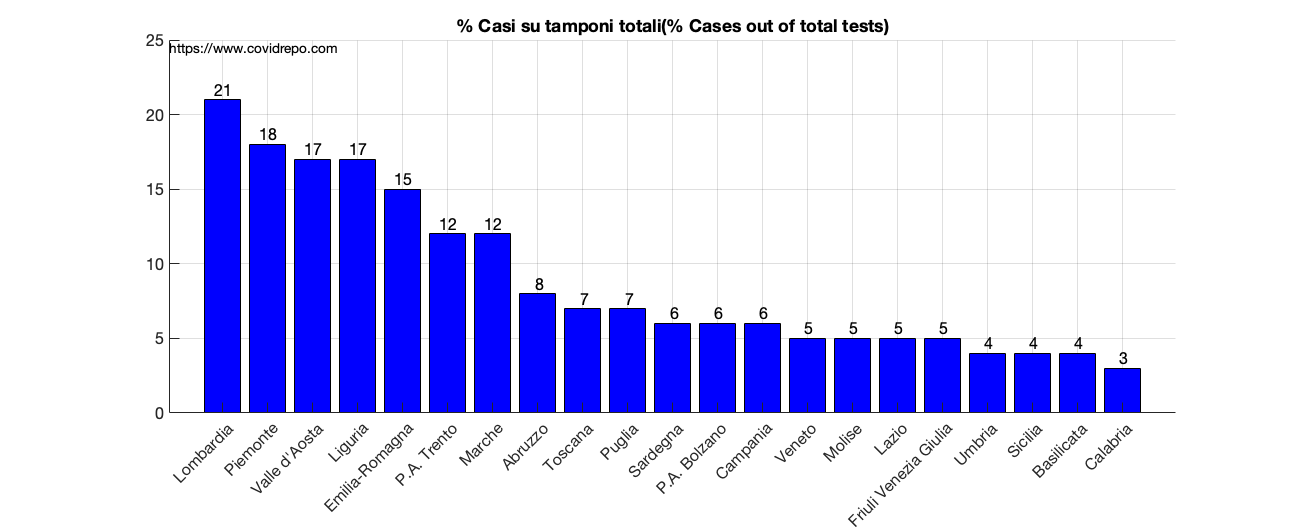 % Casi su tamponi totali(% Cases out of total tests)
https://www.covidrepo.com
25
20
15
10
5
0
21
18
17
17
15
12
12
8
7
7
6
6
6
5
5
5
5
4
4
4
3
Lombardia
Piemonte
Valle d'Aosta
Liguria
Emilia-Romagna
P.A. Trento
Marche
Abruzzo
Toscana
Puglia
Sardegna
P.A. Bolzano
Campania
Veneto
Molise
Lazio
Friuli Venezia Giulia
Umbria
Sicilia
Basilicata
Calabria